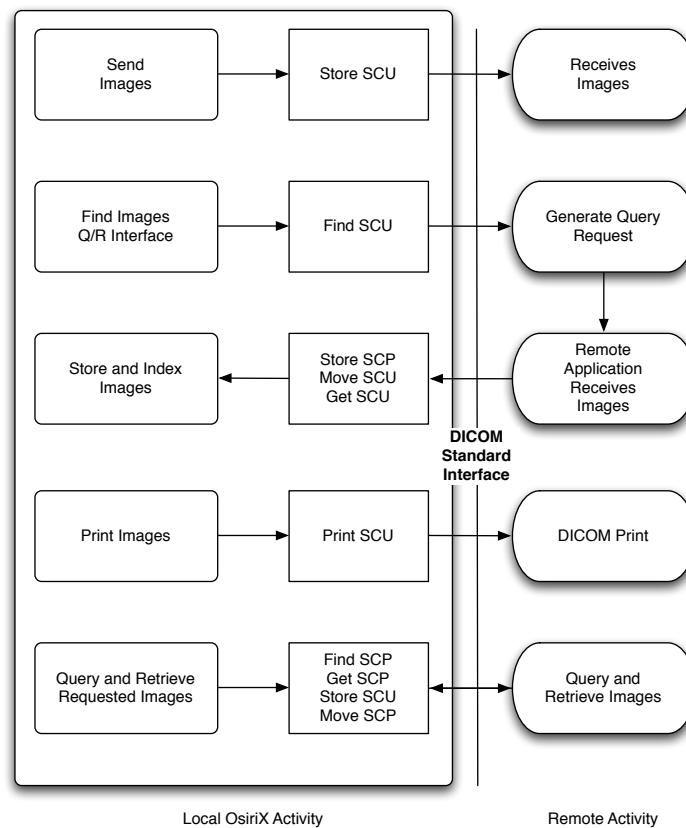 Send
Images
Store SCU
Receives
Images
Find Images
Q/R Interface
Find SCU
Generate Query
Request
Store and Index
Images
Store SCP
Move SCU
Get SCU
Remote
Application
Receives
Images
DICOM
Standard
Interface
Print Images
Print SCU
DICOM Print
Query and Retrieve
Requested Images
Find SCP
Get SCP
Store SCU
Move SCP
Query and
Retrieve Images
Local OsiriX Activity
Remote Activity